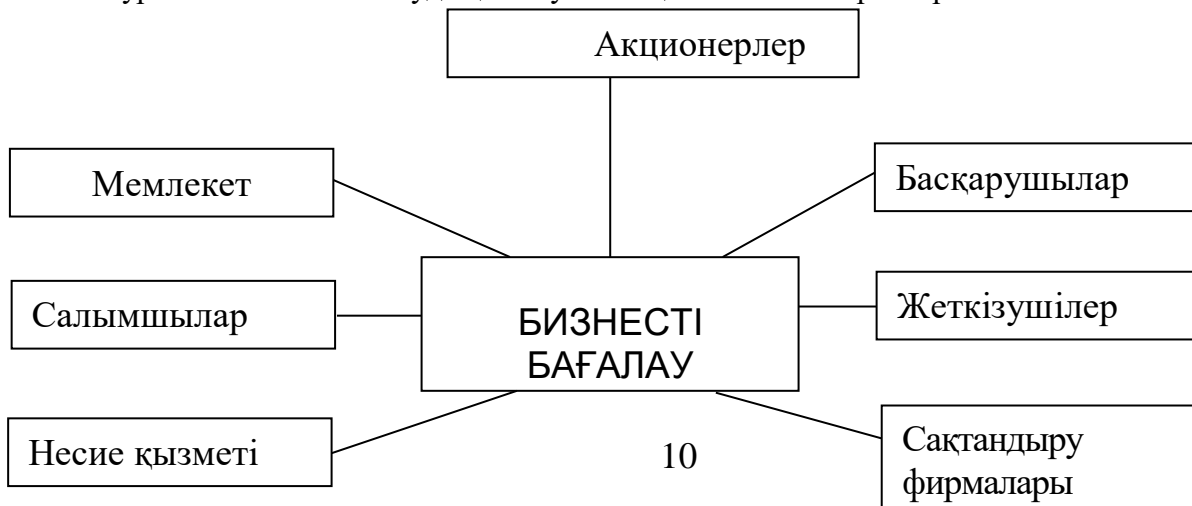 Акционерлер
Мемлекет
Басқарушылар
Салымшылар
БИЗНЕСТІ
БАҒАЛАУ
Жеткізушілер
Несие қызметі
10
Сақтандыру
фирмалары